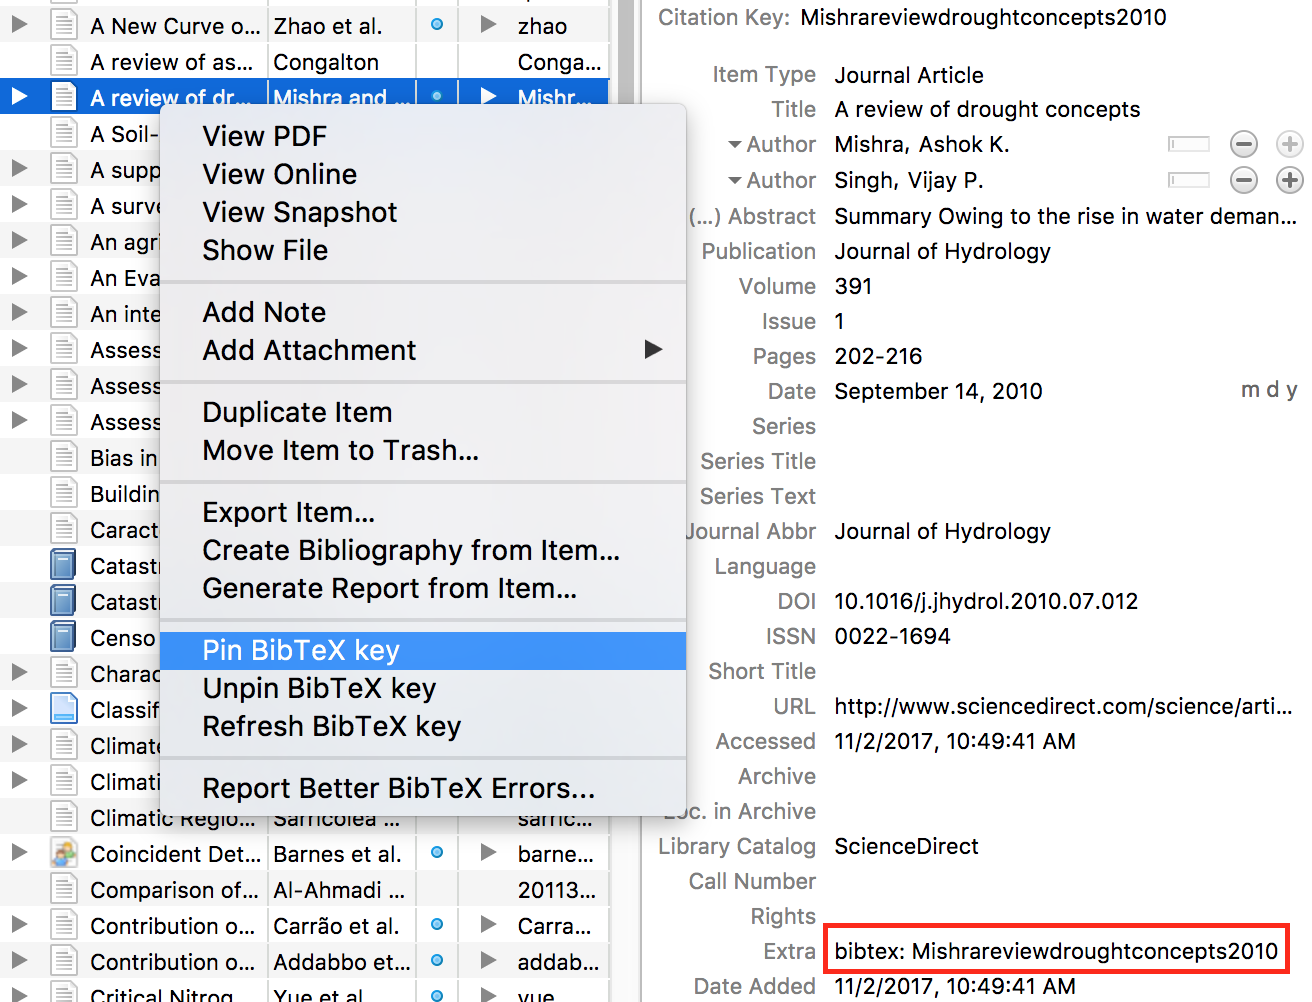 A New Curve o... Zhao et al. zhao
A review of as... Congalton Conga...
A review of dr... Mishra and ... Mishr...
A Soil-
A supp
A surve
An agri
An Eva
An inte
Assess
Assess
Assess
Bias in
Buildin
Caract
Catast
Catast
Censo
Charac
Classif
Climate
Climati
Climatic Regio... Sarricolea ... sarric...
Coincident Det... Barnes et al. barne...
Comparison of... Al-Ahmadi ... 20113...
Contribution o... Carrão et al. Carra...
Contribution o... Addabbo et... addab...
Critical Nitrog Yue et al. yue
View PDF
View Online
View Snapshot
Show File
Add Note
Add Attachment
Duplicate Item
Move Item to Trash...
Export Item...
Create Bibliography from Item...
Generate Report from Item...
Pin BibTeX key
Unpin BibTeX key
Refresh BibTeX key
Report Better BibTeX Errors...
Citation Key: Mishrareviewdroughtconcepts2010
Item Type Journal Article
Title A review of drought concepts
Author Mishra, Ashok K.
Author Singh, Vijay P.
(...) Abstract Summary Owing to the rise in water deman...
Publication Journal of Hydrology
Volume 391
Issue 1
Pages 202-216
Date September 14, 2010 m d y
Series
Series Title
Series Text
Journal Abbr Journal of Hydrology
Language
DOI 10.1016/j.jhydrol.2010.07.012
ISSN 0022-1694
Short Title
URL http://www.sciencedirect.com/science/arti...
Accessed 11/2/2017, 10:49:41 AM
Archive
Loc. in Archive
Library Catalog ScienceDirect
Call Number
Rights
Extra bibtex: Mishrareviewdroughtconcepts2010
Date Added 11/2/2017, 10:49:41 AM